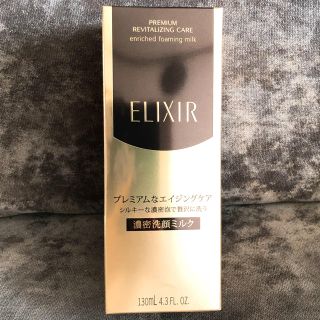 PREMIUM
REVITALIZING CARE
enriched foaming milk
ELIXIR
プレミアムなエイジングケア
シルキーな濃密泡で贅沢に洗う
濃密洗顔ミルク
130mL 4.3 FL. OZ.